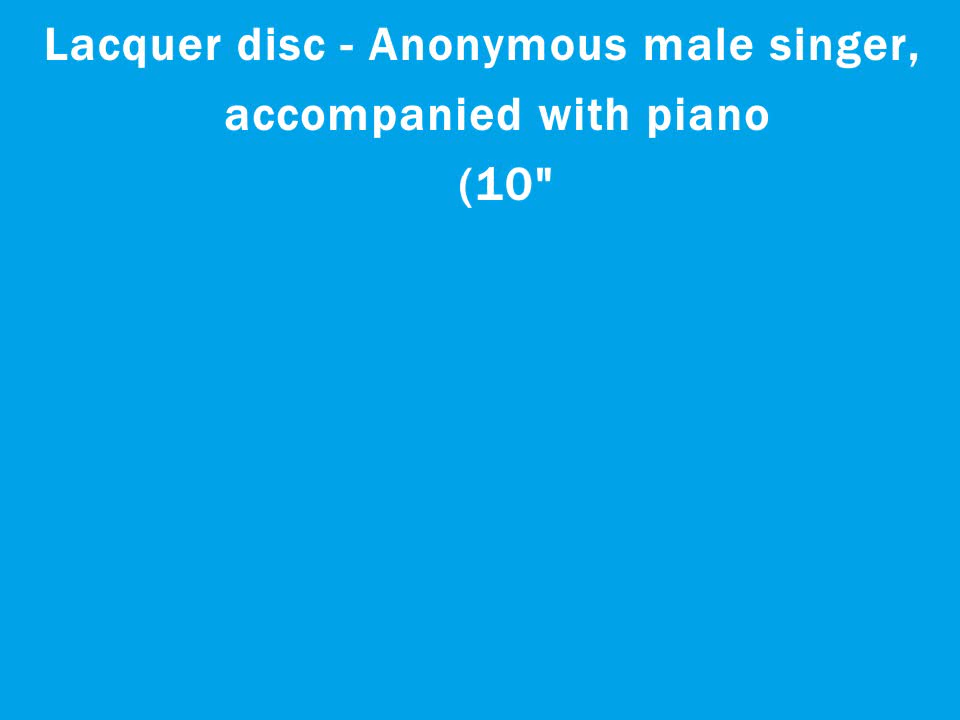 Lacquer disc - Anonymous male singer,
accompanied with piano
(10"